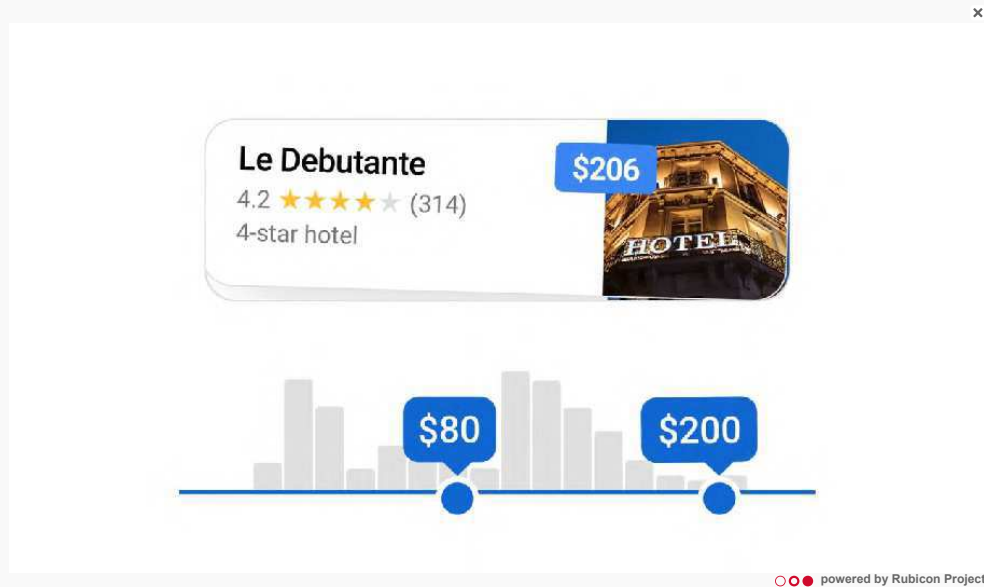 ×
Le Debutante
$206
4.2 ★★★★★ (314)
4-star hotel
HOTEL
$80
$200
powered by Rubicon Project